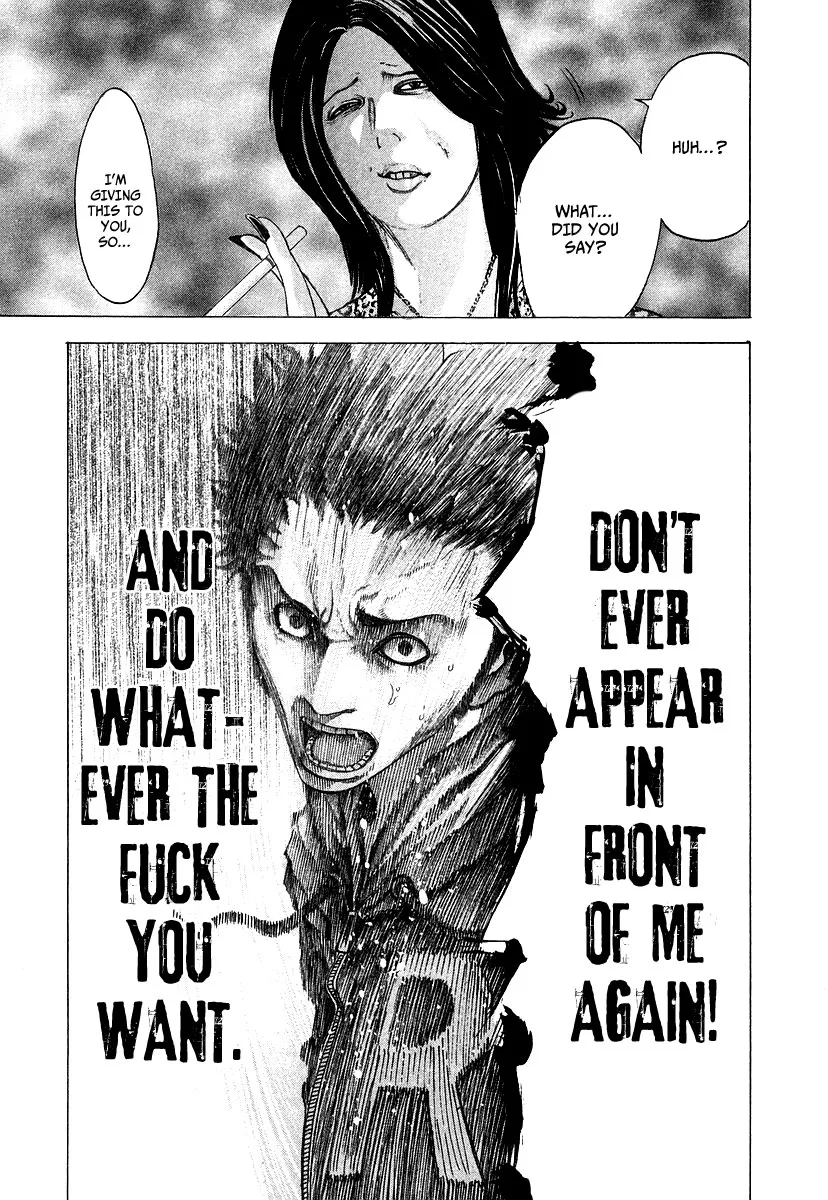 HUH...?
WHAT...
DID YOU
SAY?
I'M
GIVING
THIS TO
YOU,
SO...
DON'T
EVER
APPEAR
IN
FRONT
OF ME
AGAIN!
AND
DO
WHAT-
EVER THE
FUCK
YOU
WANT.
R